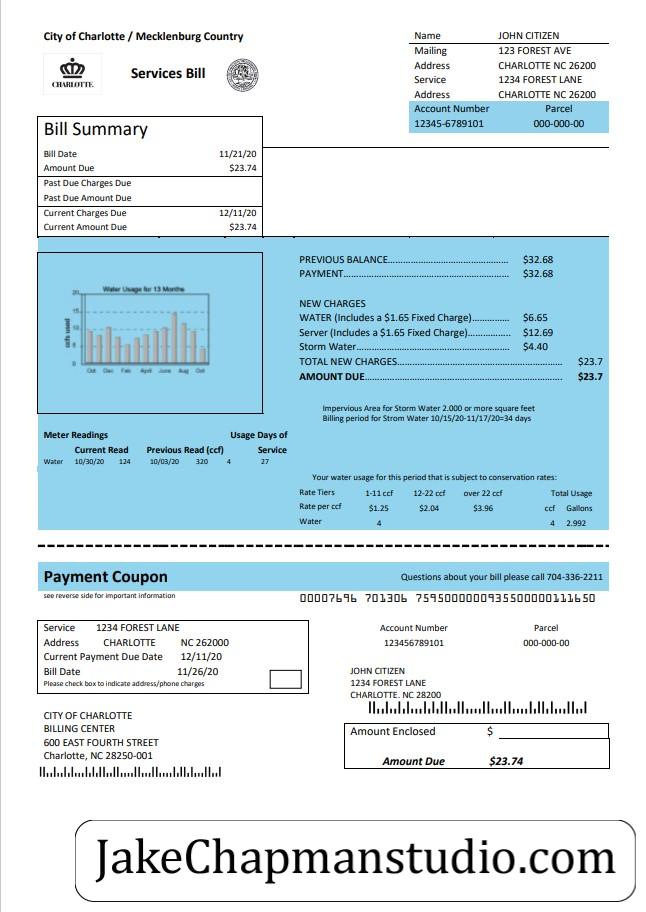 City of Charlotte / Mecklenburg Country
CHARLOTTE.
Services Bill
Name JOHN CITIZEN
Mailing 123 FOREST AVE
Address CHARLOTTE NC 26200
Service 1234 FOREST LANE
Address CHARLOTTE NC 26200
Account Number Parcel
12345-6789101 000-000-00
Bill Summary
Bill Date 11/21/20
Amount Due $23.74
Past Due Charges Due
Past Due Amount Due
Current Charges Due 12/11/20
Current Amount Due $23.74
Water Usage for 13 Months
ccfs used
20
15
10
5
0
Oct Dec Feb April June Aug Oct
PREVIOUS BALANCE.......................................... $32.68
PAYMENT....................................................... $32.68
NEW CHARGES
WATER (Includes a $1.65 Fixed Charge)............. $6.65
Server (Includes a $1.65 Fixed Charge)............... $12.69
Storm Water.................................................. $4.40
TOTAL NEW CHARGES....................................................... $23.7
AMOUNT DUE.................................................................. $23.7
Impervious Area for Storm Water 2.000 or more square feet
Billing period for Strom Water 10/15/20-11/17/20=34 days
Meter Readings Usage Days of
Current Read Previous Read (ccf) Service
Water 10/30/20 124 10/03/20 320 4 27
Your water usage for this period that is subject to conservation rates:
Rate Tiers 1-11 ccf 12-22 ccf over 22 ccf Total Usage
Rate per ccf $1.25 $2.04 $3.96 ccf Gallons
Water 4 4 2.992
Payment Coupon Questions about your bill please call 704-336-2211
see reverse side for important information
00007696 701306 7595000000935500000111650
Service 1234 FOREST LANE
Address CHARLOTTE NC 262000
Current Payment Due Date 12/11/20
Bill Date 11/26/20
Please check box to indicate address/phone charges
Account Number Parcel
123456789101 000-000-00
JOHN CITIZEN
1234 FOREST LANE
CHARLOTTE. NC 28200
CITY OF CHARLOTTE
BILLING CENTER
600 EAST FOURTH STREET
Charlotte, NC 28250-001
Amount Enclosed $
Amount Due $23.74
JakeChapmanstudio.com